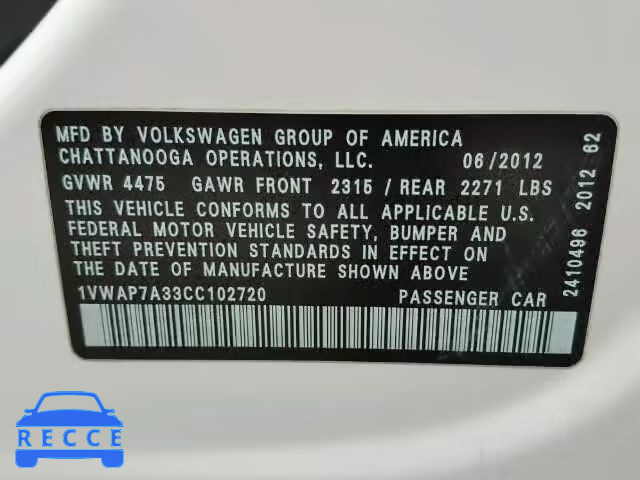 MFD BY VOLKSWAGEN GROUP OF AMERICA
CHATTANOOGA OPERATIONS, LLC. 06/2012
GVWR 4475 GAWR FRONT 2315 / REAR 2271 LBS
THIS VEHICLE CONFORMS TO ALL APPLICABLE U.S.
FEDERAL MOTOR VEHICLE SAFETY, BUMPER AND
THEFT PREVENTION STANDARDS IN EFFECT ON
THE DATE OF MANUFACTURE SHOWN ABOVE
1VWAP7A33CC102720 PASSENGER CAR
2410496 2012 62
RECCE